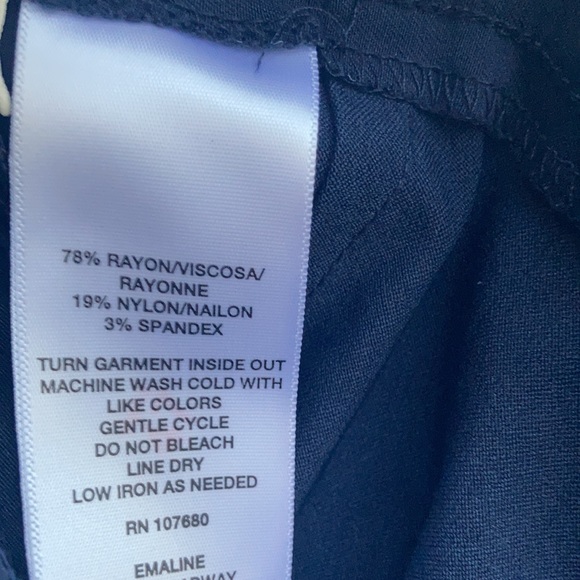 78% RAYON/VISCOSA/
RAYONNE
19% NYLON/NAILON
3% SPANDEX
TURN GARMENT INSIDE OUT
MACHINE WASH COLD WITH
LIKE COLORS
GENTLE CYCLE
DO NOT BLEACH
LINE DRY
LOW IRON AS NEEDED
RN 107680
EMALINE